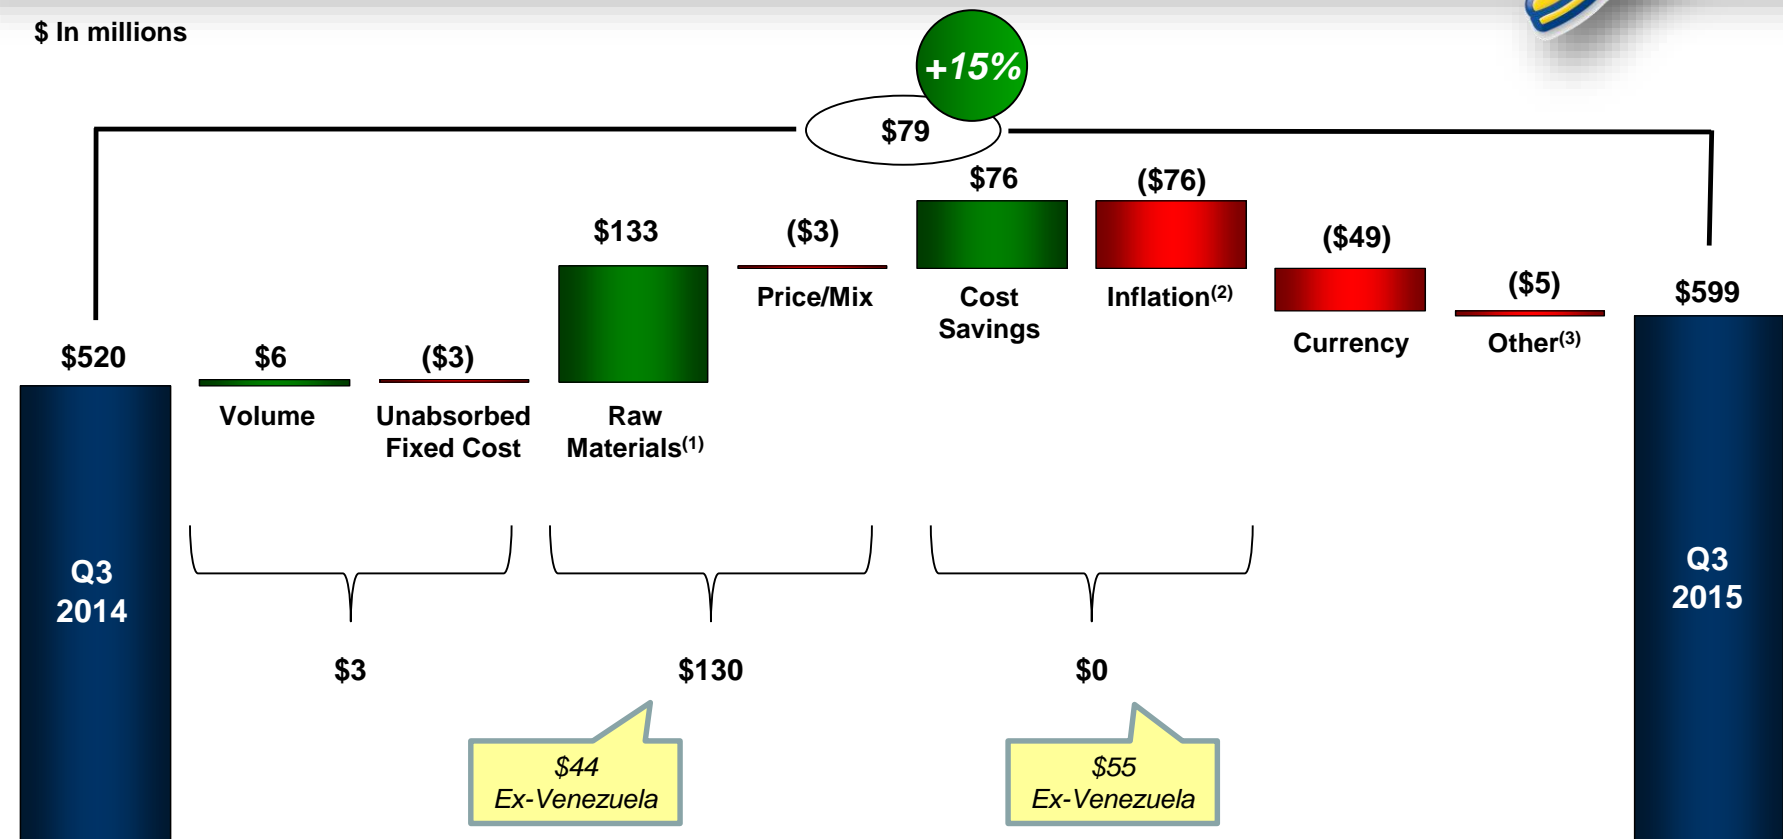 $ In millions
+15%
$79
$520
$6
Volume
($3)
Unabsorbed
Fixed Cost
$133
Raw
Materials(1)
($3)
Price/Mix
$76
Cost
Savings
($76)
Inflation(2)
($49)
Currency
($5)
Other(3)
$599
Q3
2014
Q3
2015
$3
$130
$0
$44
Ex-Venezuela
$55
Ex-Venezuela